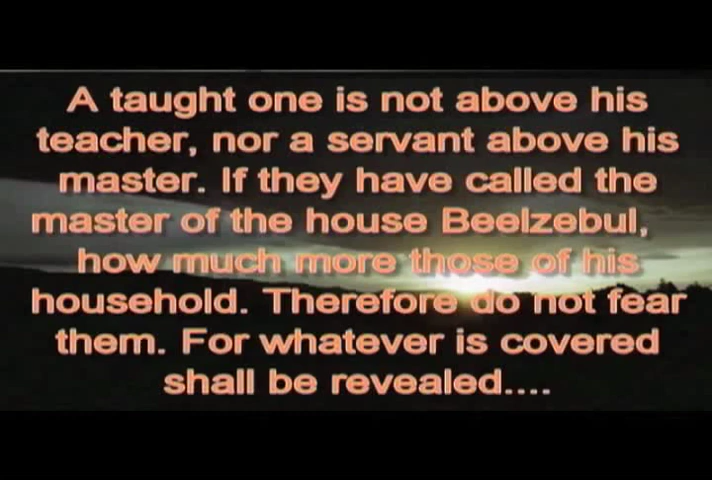 A taught one is not above his
teacher, nor a servant above his
master. If they have called the
master of the house Beelzebul,
how much more those of his
household. Therefore do not fear
them. For whatever is covered
shall be revealed....